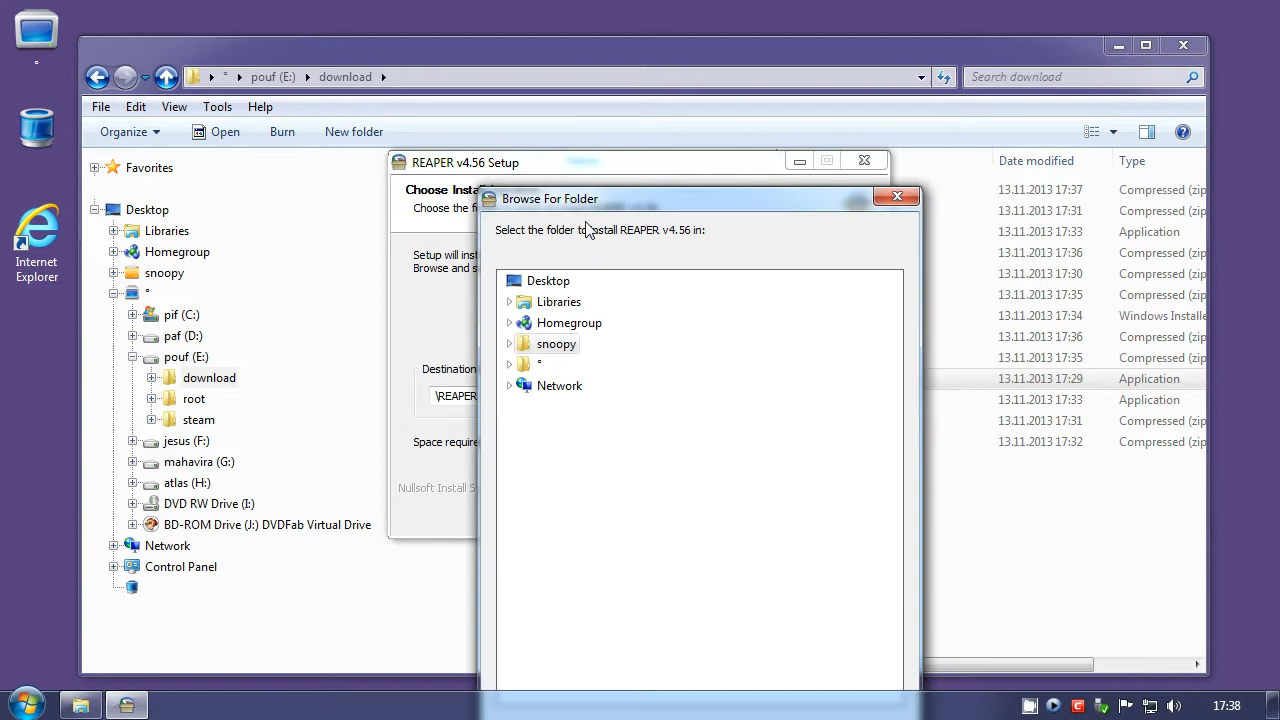 °
Internet
Explorer
° pouf (E:) download
Search download
File Edit View Tools Help
Organize Open Burn New folder
Favorites
Desktop
Libraries
Homegroup
snoopy
°
pif (C:)
paf (D:)
pouf (E:)
download
root
steam
jesus (F:)
mahavira (G:)
atlas (H:)
DVD RW Drive (I:)
BD-ROM Drive (J:) DVDFab Virtual Drive
Network
Control Panel
REAPER v4.56 Setup
Choose Instal
Choose the f
Setup will inst
Browse and s
Destination
\REAPER
Space require
Nullsoft Install Sy
Browse For Folder
Select the folder to install REAPER v4.56 in:
Desktop
Libraries
Homegroup
snoopy
°
Network
Date modified Type
13.11.2013 17:37 Compressed (zip
13.11.2013 17:31 Compressed (zip
13.11.2013 17:33 Application
13.11.2013 17:36 Compressed (zip
13.11.2013 17:30 Compressed (zip
13.11.2013 17:35 Compressed (zip
13.11.2013 17:34 Windows Installe
13.11.2013 17:36 Compressed (zip
13.11.2013 17:35 Compressed (zip
13.11.2013 17:29 Application
13.11.2013 17:33 Application
13.11.2013 17:31 Compressed (zip
13.11.2013 17:32 Compressed (zip
17:38